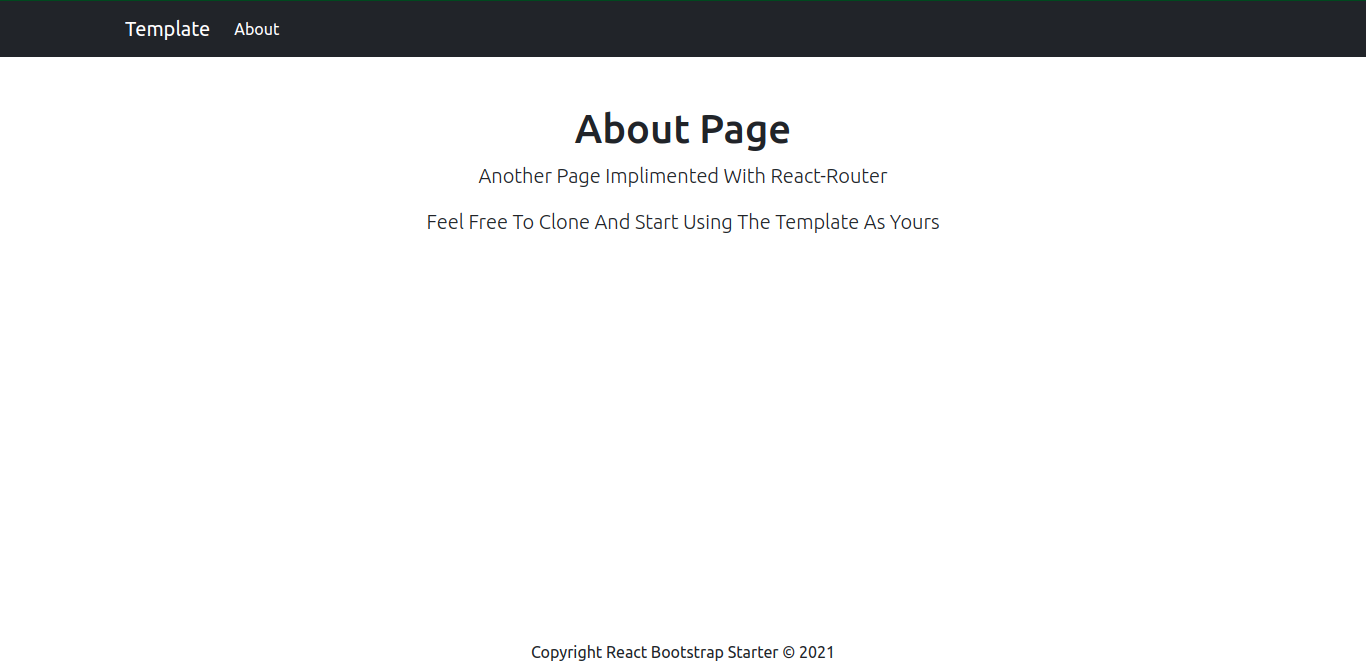 Template About
About Page
Another Page Implimented With React-Router
Feel Free To Clone And Start Using The Template As Yours
Copyright React Bootstrap Starter © 2021